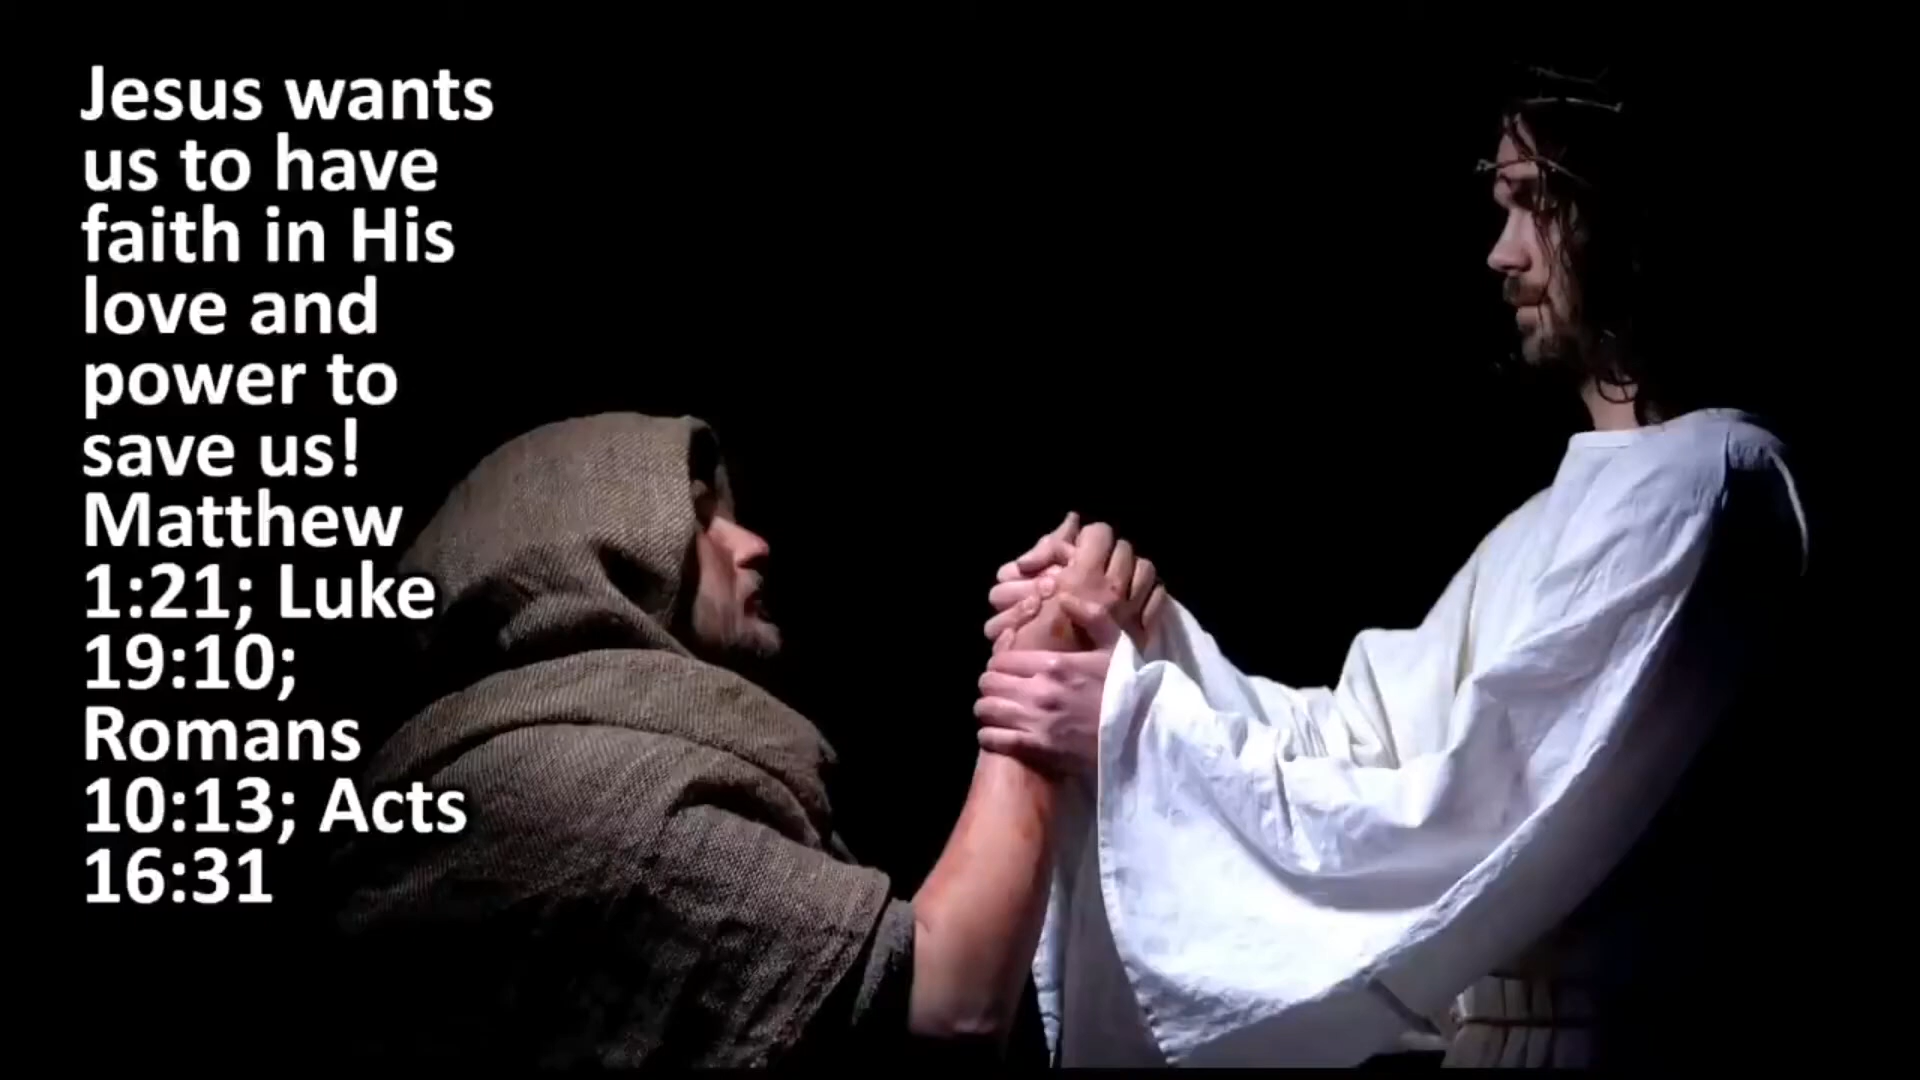 Jesus wants
us to have
faith in His
love and
power to
save us!
Matthew
1:21; Luke
19:10;
Romans
10:13; Acts
16:31